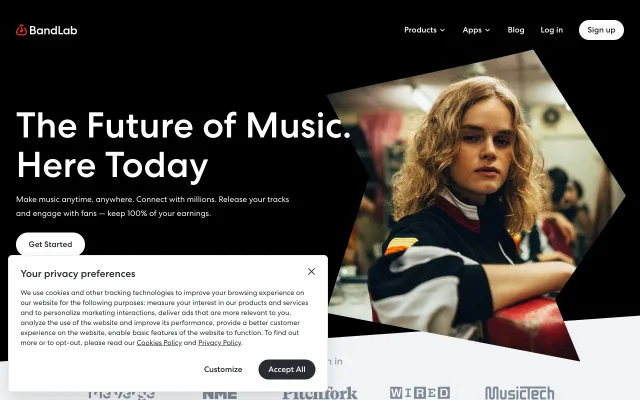 BandLab
Products
Apps
Blog
Log in
Sign up
The Future of Music.
Here Today
Make music anytime, anywhere. Connect with millions. Release your tracks
and engage with fans — keep 100% of your earnings.
Get Started
Your privacy preferences
We use cookies and other tracking technologies to improve your browsing experience on
our website for the following purposes: measure your interest in our products and services
and to personalize marketing interactions, deliver ads that are more relevant to you,
analyze the use of the website and improve its performance, provide a better customer
experience on the website, enable basic features of the website to function. To find out
more or to opt-out, please read our Cookies Policy and Privacy Policy.
Customize
Accept All
in
NME
Pitchfork
WIRED
MusicTech